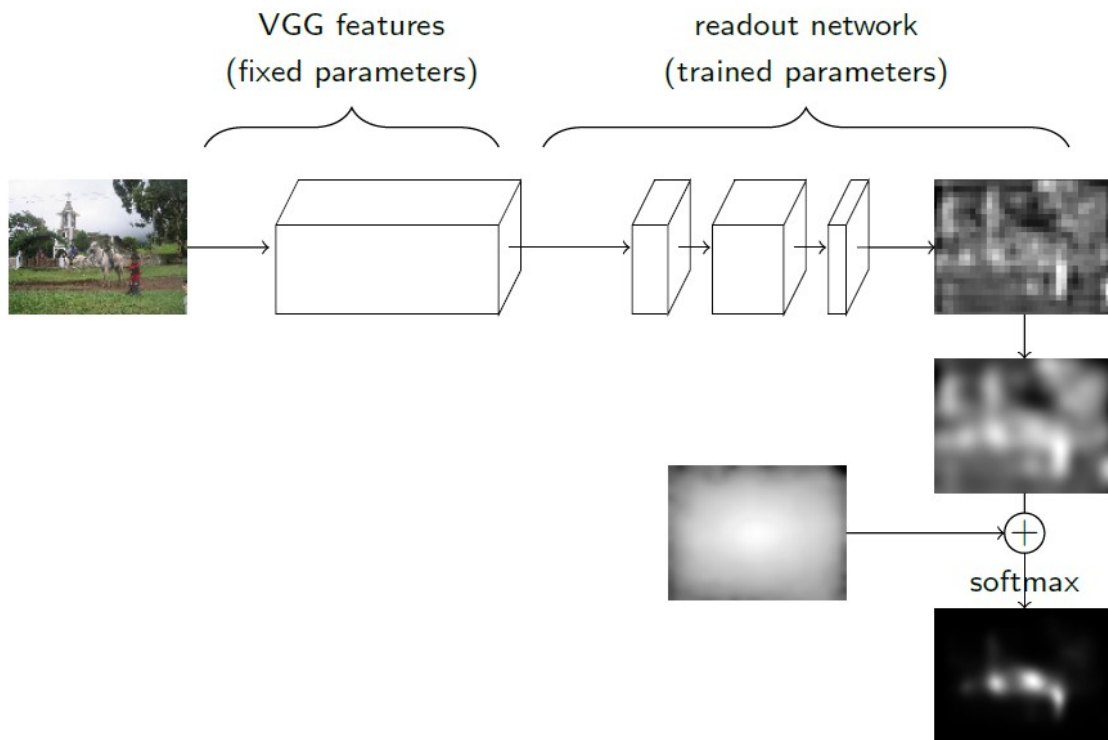 VGG features
(fixed parameters)
readout network
(trained parameters)
+
softmax